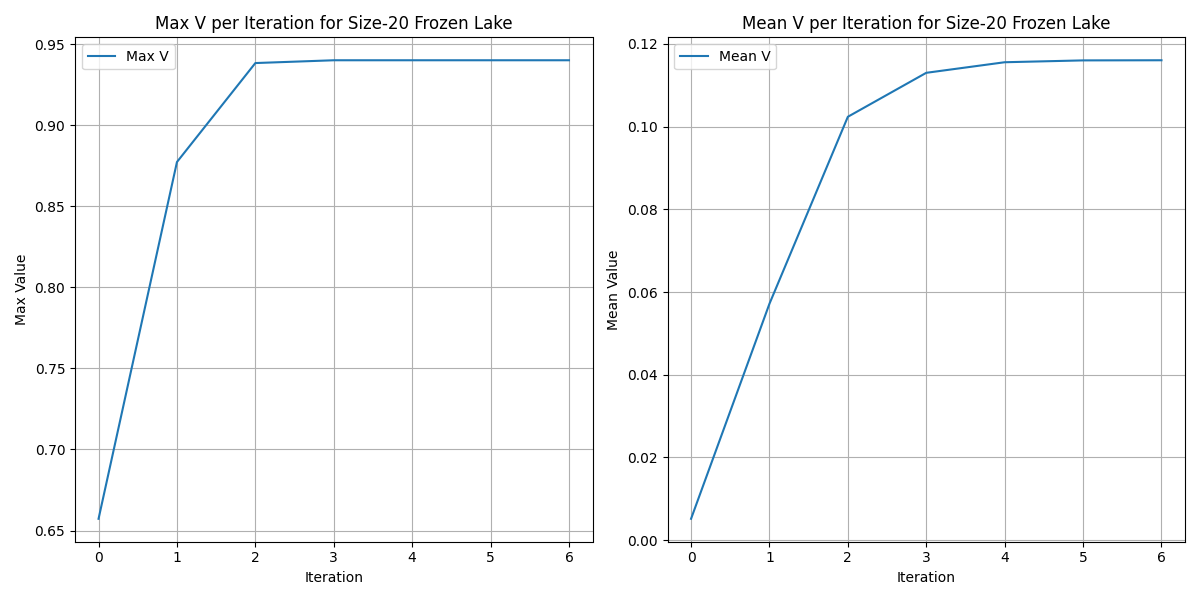 Max V per Iteration for Size-20 Frozen Lake
0.95
0.90
0.85
0.80
0.75
0.70
0.65
Max Value
Max V
0 1 2 3 4 5 6
Iteration
Mean V per Iteration for Size-20 Frozen Lake
0.12
0.10
0.08
0.06
0.04
0.02
0.00
Mean Value
Mean V
0 1 2 3 4 5 6
Iteration